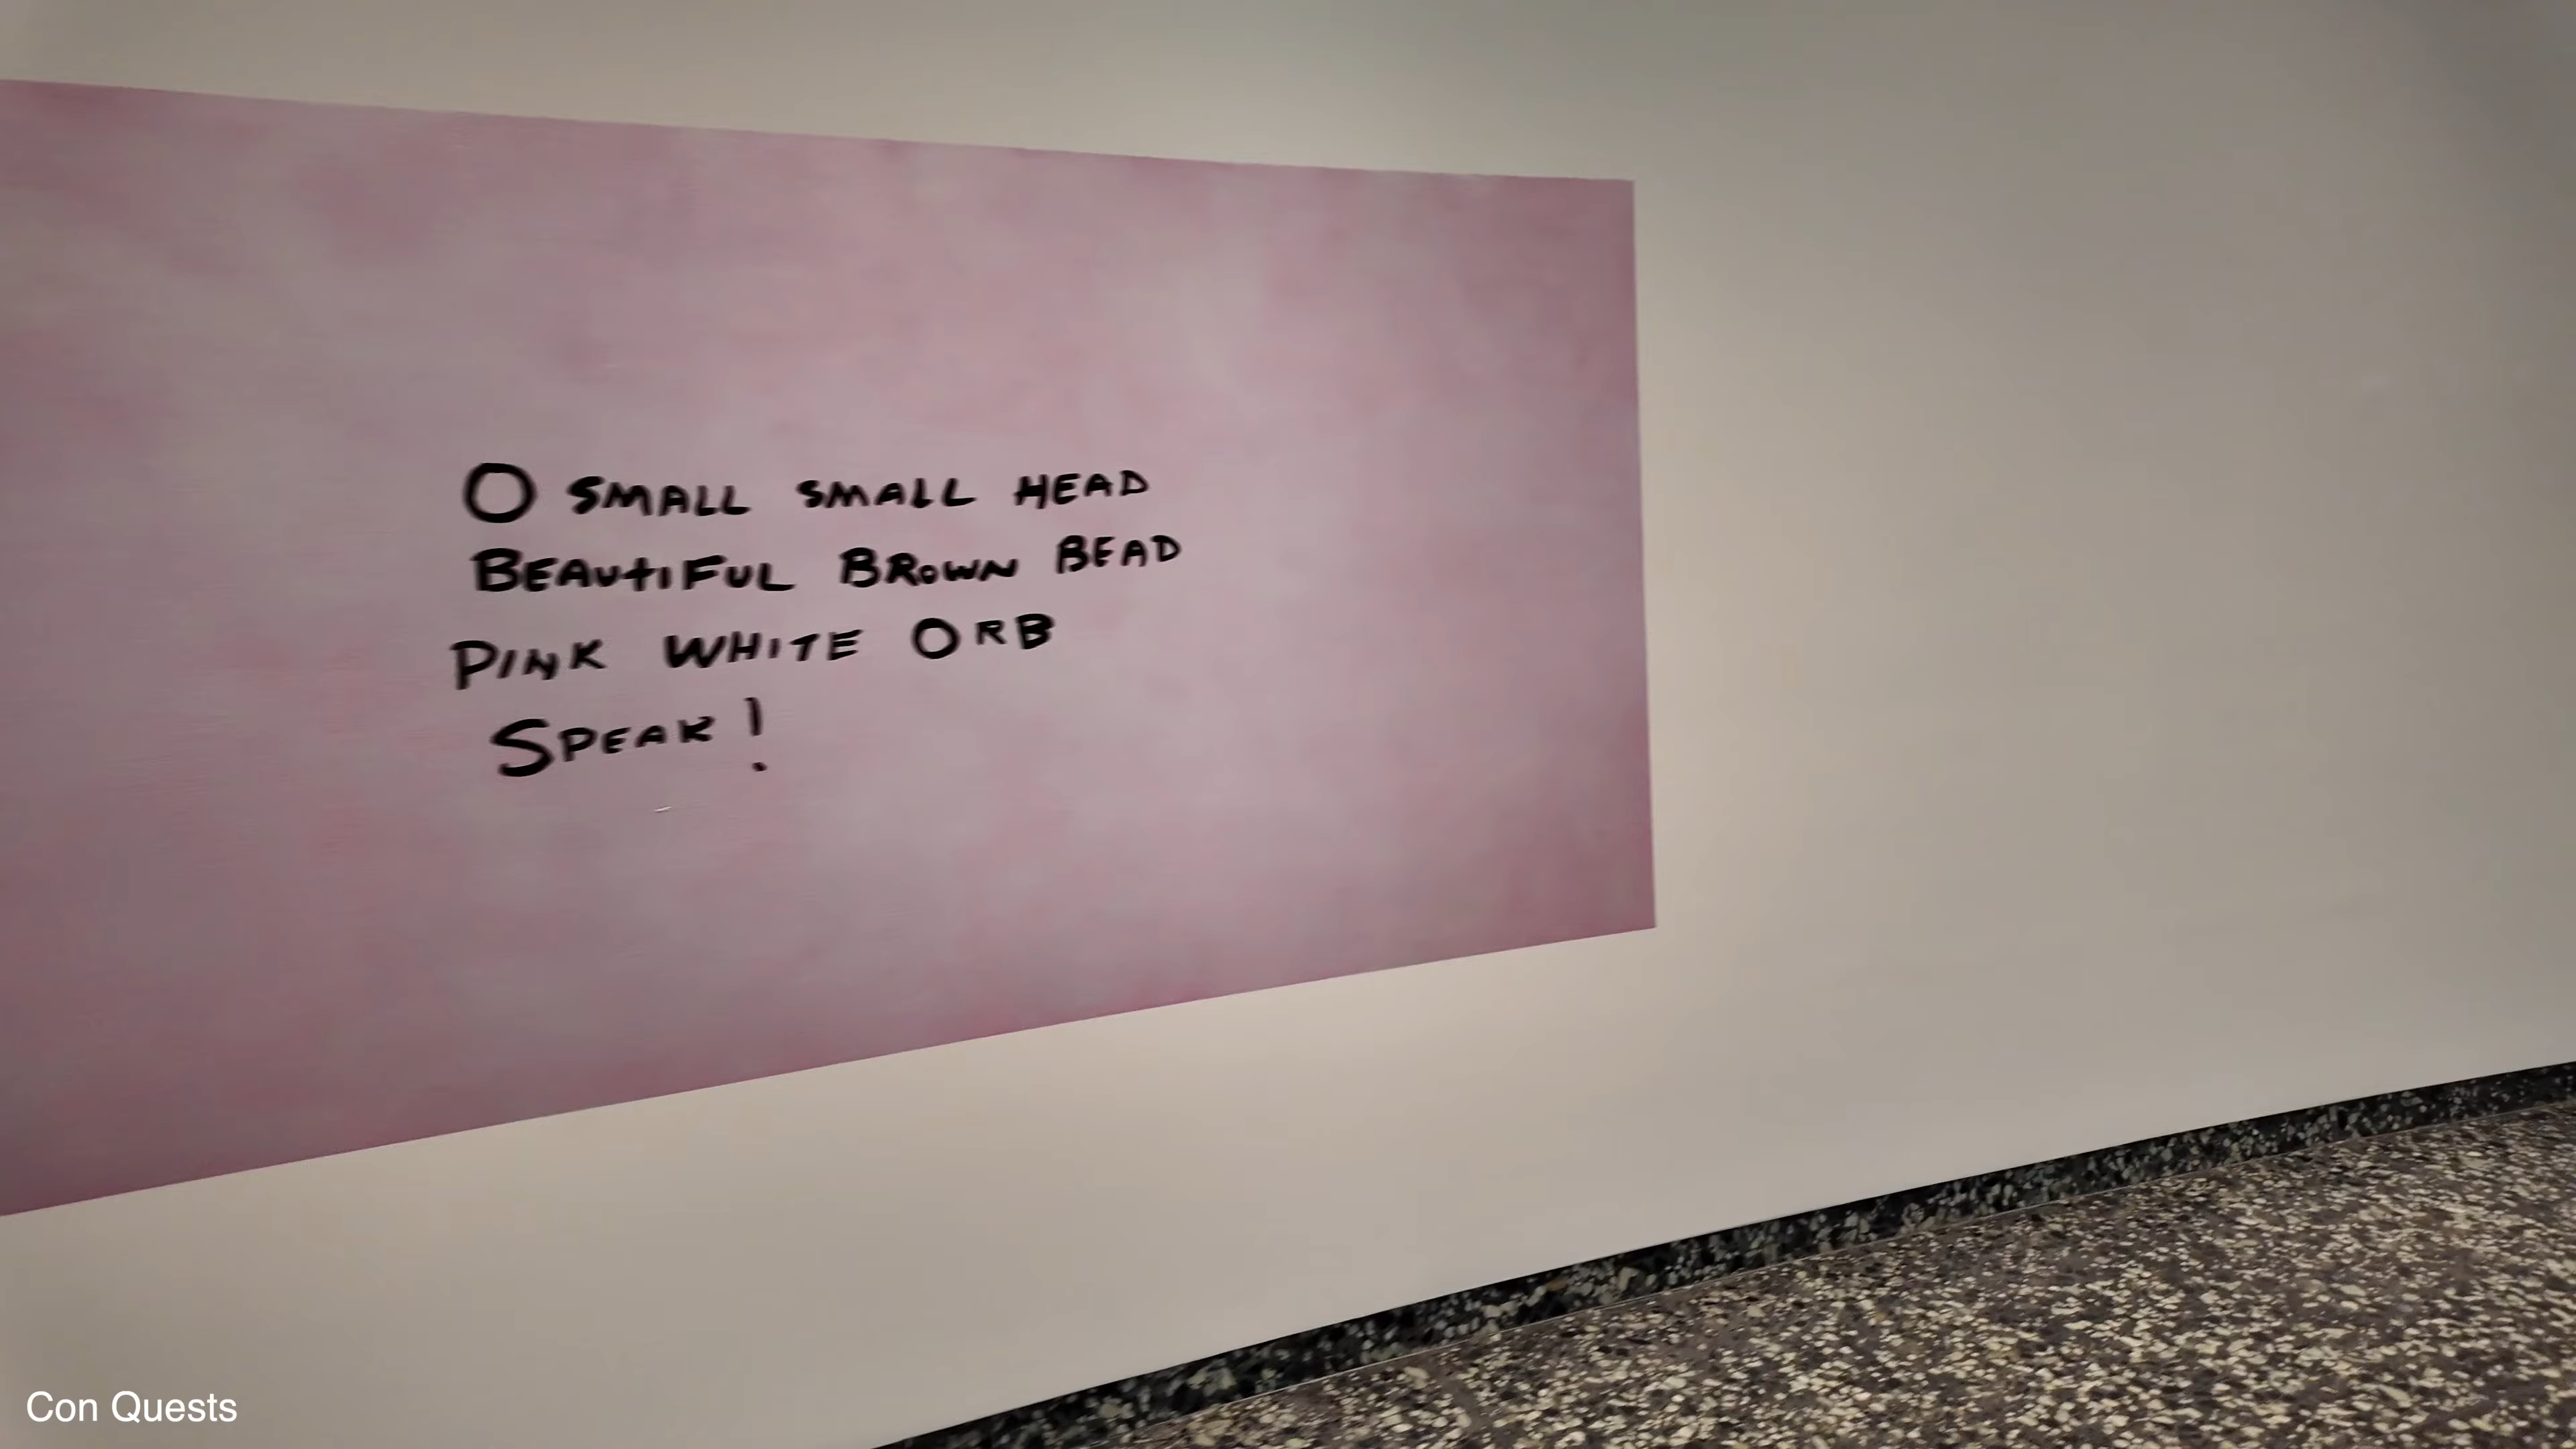 O SMALL SMALL HEAD
BEAUTIFUL BROWN BEAD
PINK WHITE ORB
SPEAK!
Con Quests